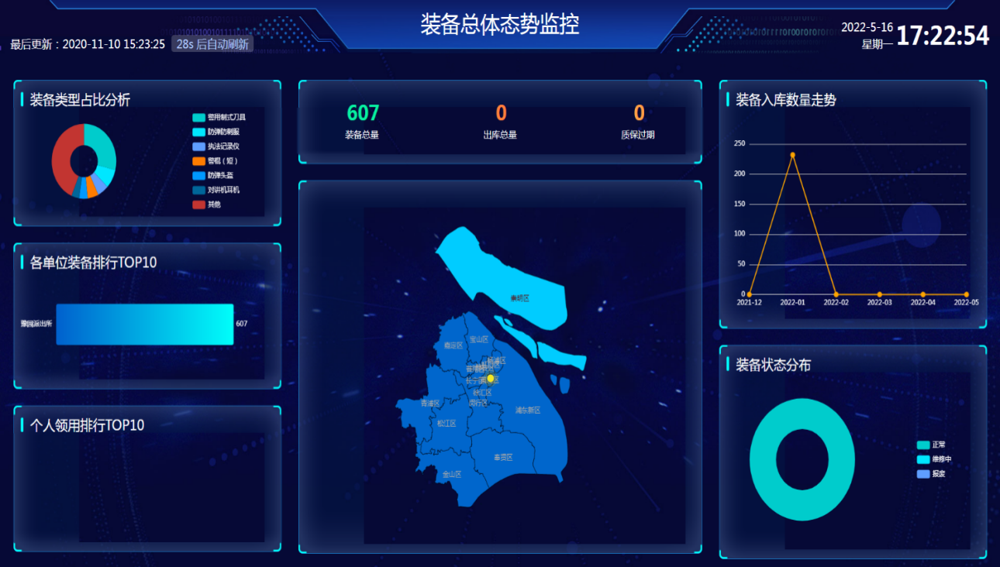 装备总体态势监控
最后更新：2020-11-10 15:23:25 28s 后自动刷新
2022-5-16
星期一
17:22:54
装备类型占比分析
警用制式刀具
防弹防刺服
执法记录仪
警棍（短）
防弹头盔
对讲机耳机
其他
各单位装备排行TOP10
派出所
607
个人领用排行TOP10
607
装备总量
0
出库总量
0
质保过期
崇明区
宝山区
嘉定区
杨浦区
长宁区
徐汇区
闵行区
青浦区
浦东新区
松江区
奉贤区
金山区
装备入库数量走势
250
200
150
100
50
0
2021-12 2022-01 2022-02 2022-03 2022-04 2022-05
装备状态分布
正常
维修中
报废